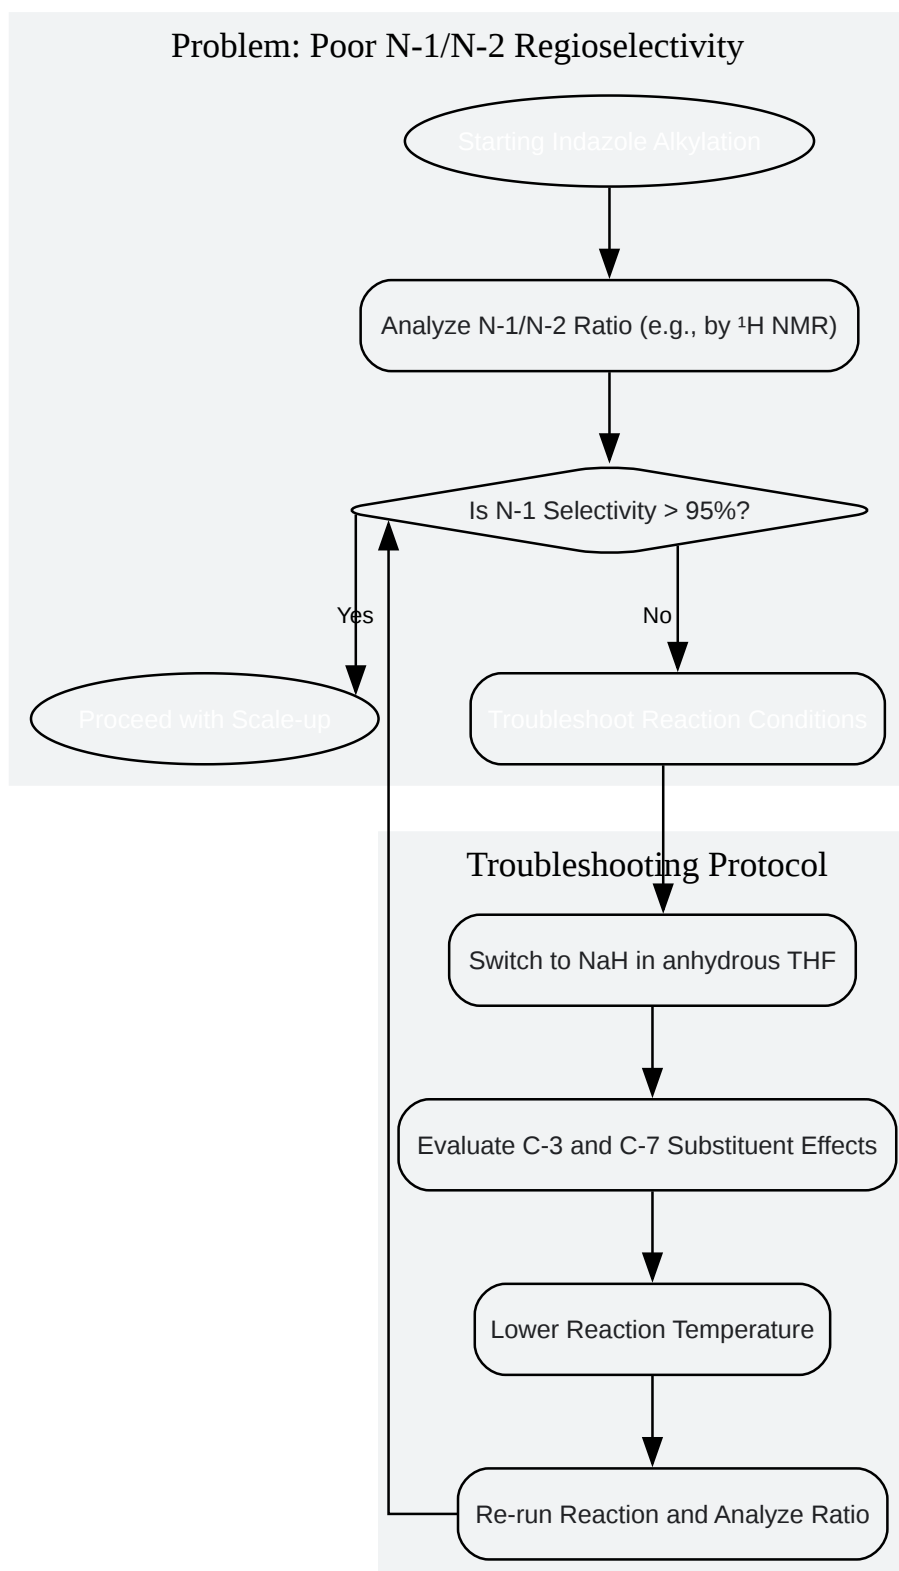 Problem: Poor N-1/N-2 Regioselectivity
Starting Indazole Alkylation
Analyze N-1/N-2 Ratio (e.g., by ¹H NMR)
Is N-1 Selectivity > 95%?
Yes
No
Proceed with Scale-up
Troubleshoot Reaction Conditions
Troubleshooting Protocol
Switch to NaH in anhydrous THF
Evaluate C-3 and C-7 Substituent Effects
Lower Reaction Temperature
Re-run Reaction and Analyze Ratio